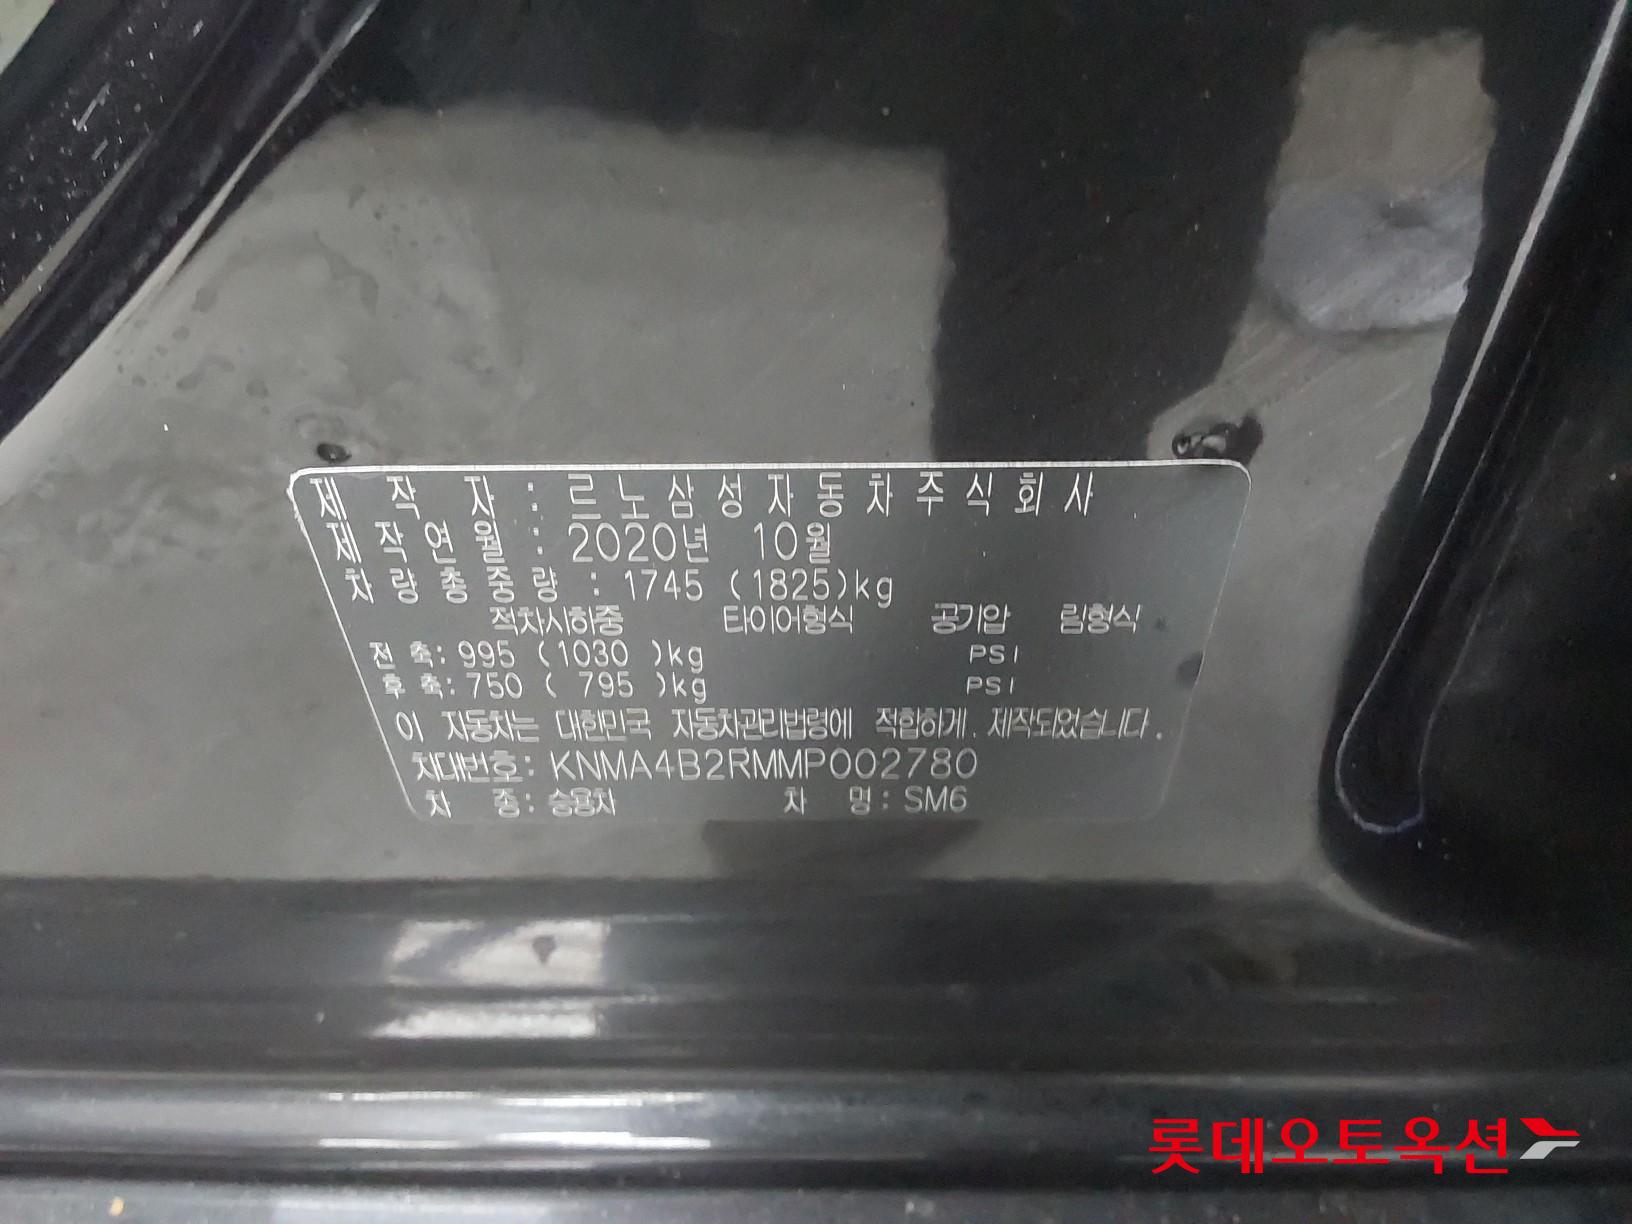 제 작 자 : 르 노 삼 성 자 동 차 주 식 회 사
제 작 연 월 : 2020년 10월
차 량 총 중 량 : 1745 (1825)kg
적차시하중 타이어형식 공기압 림형식
전 축: 995 (1030 )kg PSI
후 축: 750 ( 795 )kg PSI
이 자동차는 대한민국 자동차관리법령에 적합하게 제작되었습니다.
차대번호: KNMA4B2RMMP002780
차 종: 승용차 차 명: SM6
롯데오토옥션